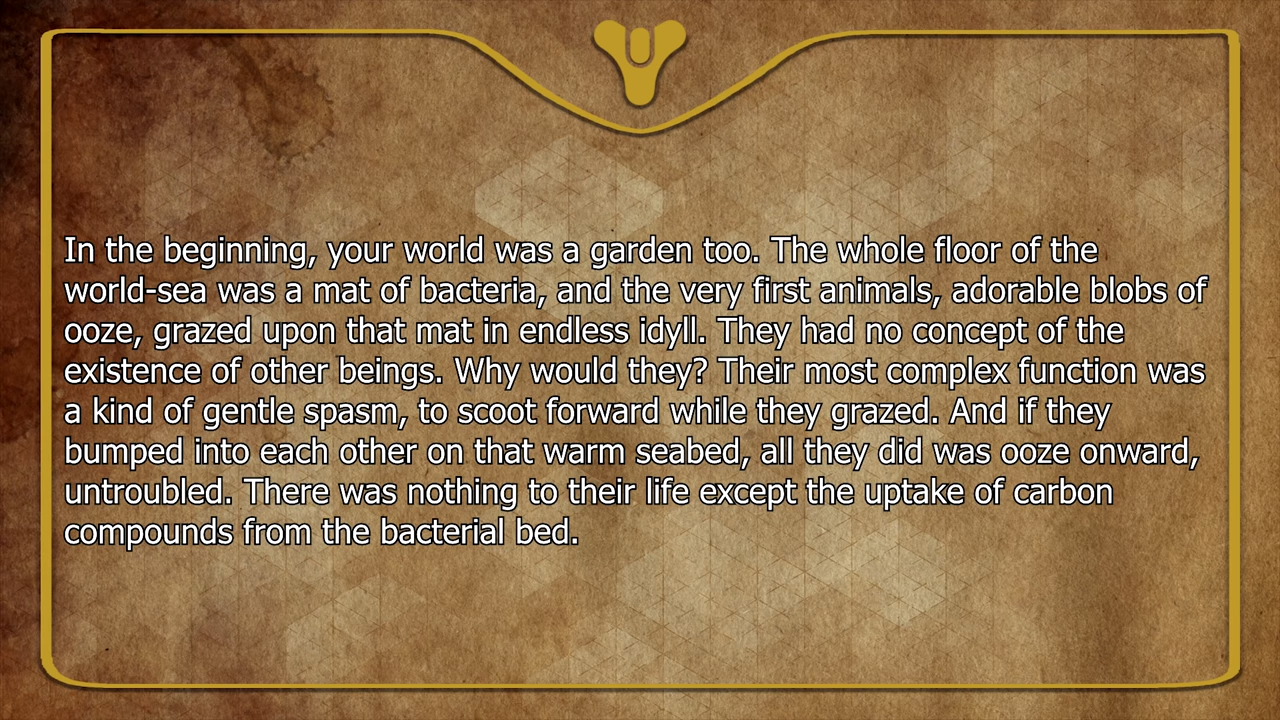 In the beginning, your world was a garden too. The whole floor of the
world-sea was a mat of bacteria, and the very first animals, adorable blobs of
ooze, grazed upon that mat in endless idyll. They had no concept of the
existence of other beings. Why would they? Their most complex function was
a kind of gentle spasm, to scoot forward while they grazed. And if they
bumped into each other on that warm seabed, all they did was ooze onward,
untroubled. There was nothing to their life except the uptake of carbon
compounds from the bacterial bed.